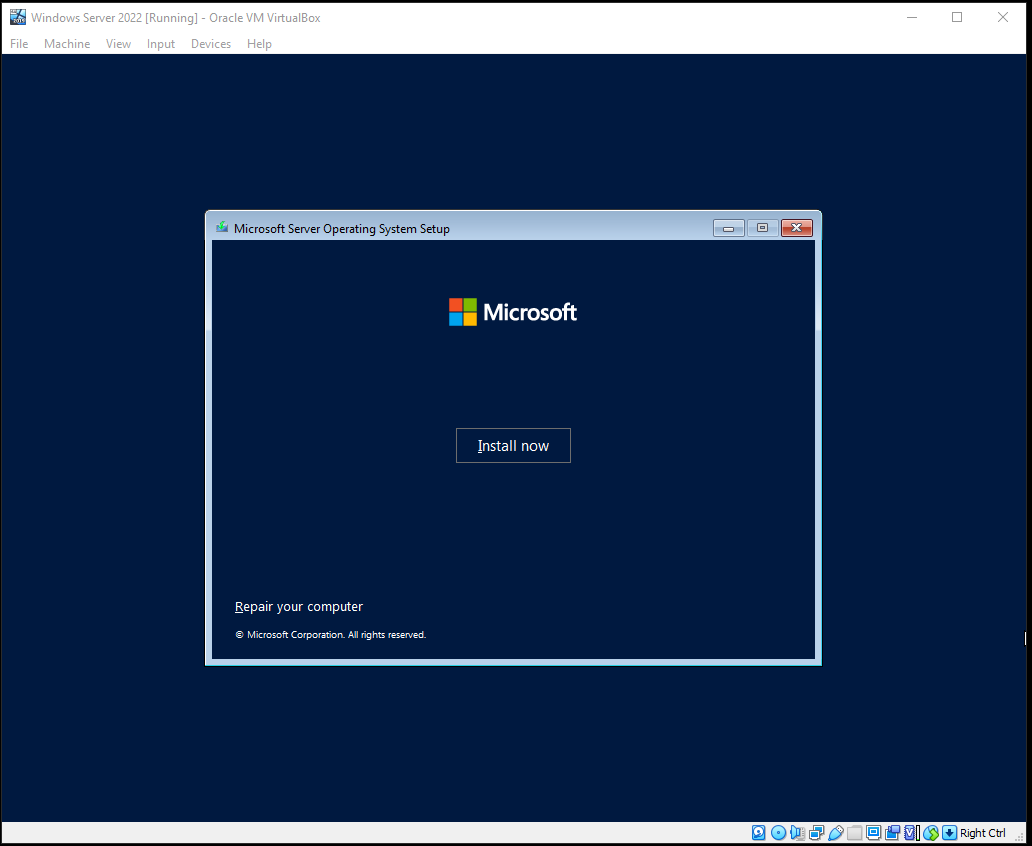 Windows Server 2022 [Running] - Oracle VM VirtualBox
File Machine View Input Devices Help
Microsoft Server Operating System Setup
Microsoft
Install now
Repair your computer
© Microsoft Corporation. All rights reserved.
Right Ctrl